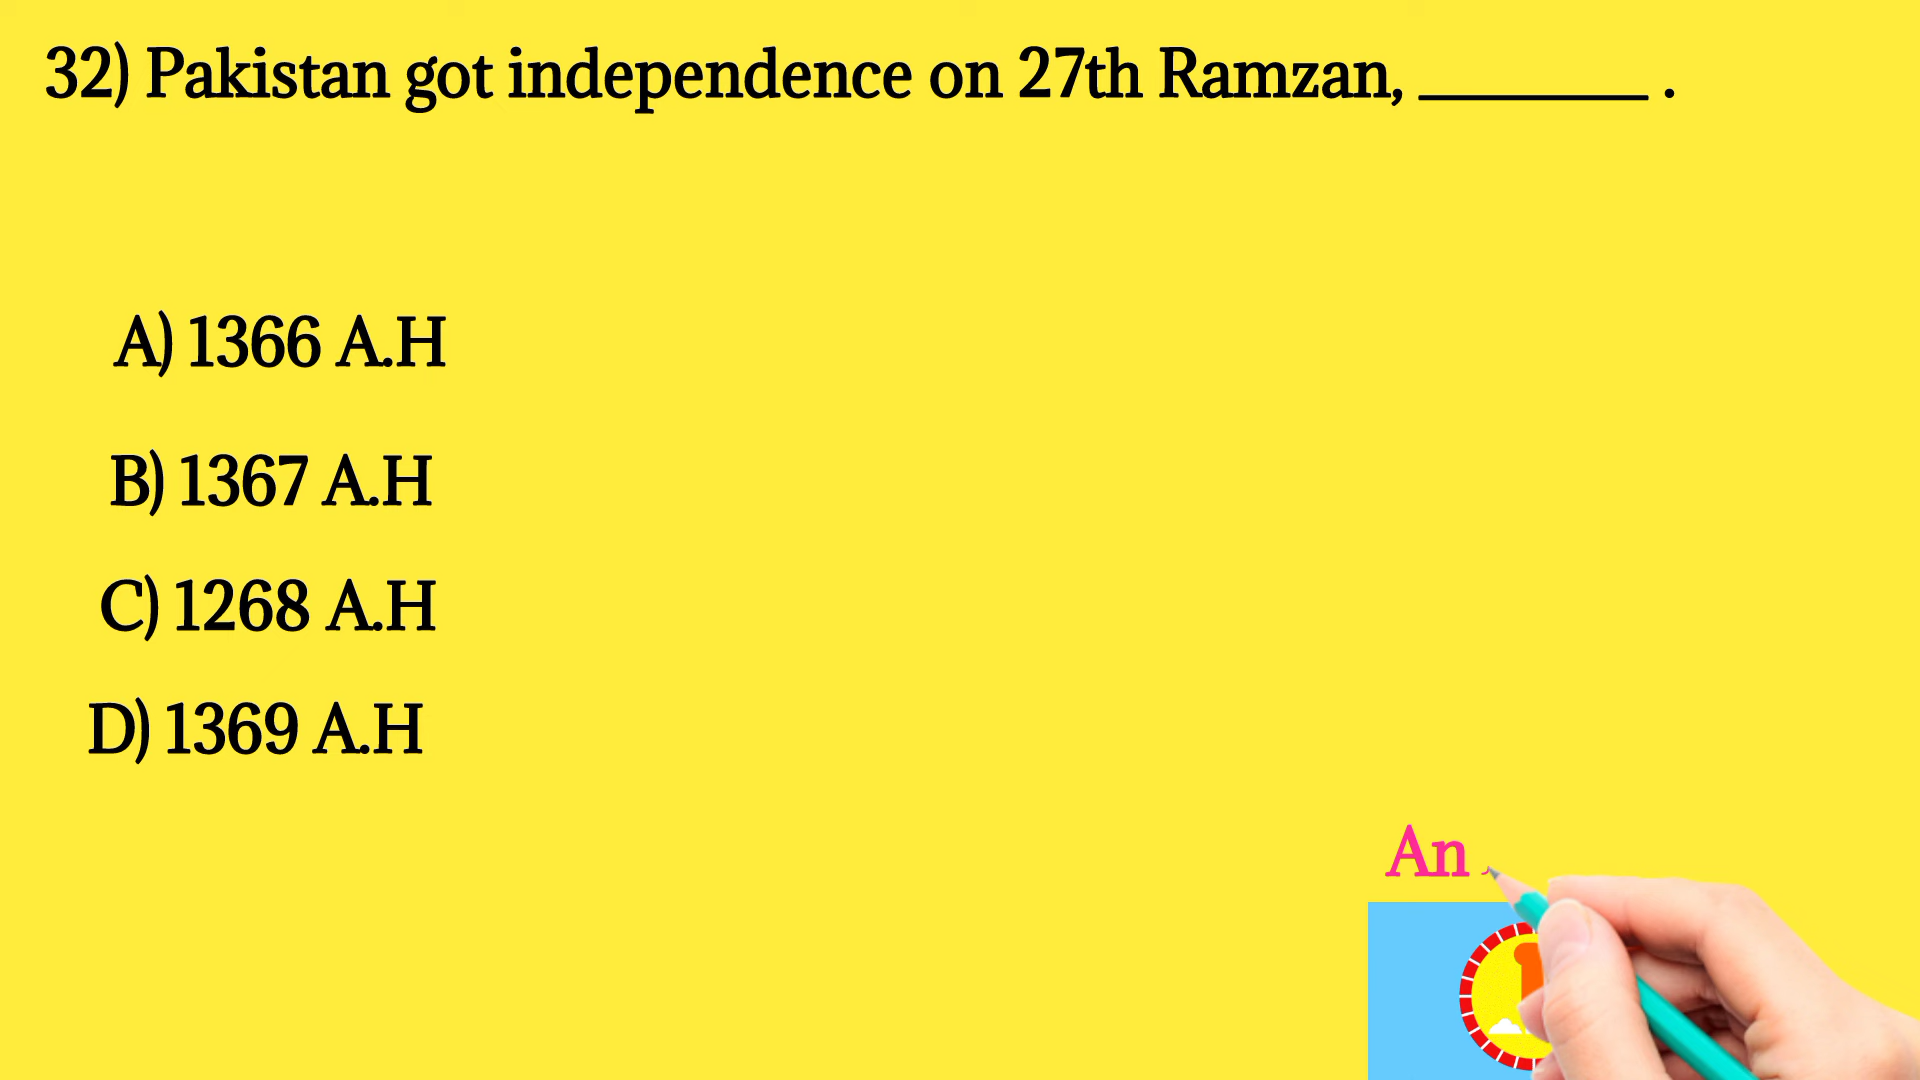 32) Pakistan got independence on 27th Ramzan, ________ .
A) 1366 A.H
B) 1367 A.H
C) 1268 A.H
D) 1369 A.H
An